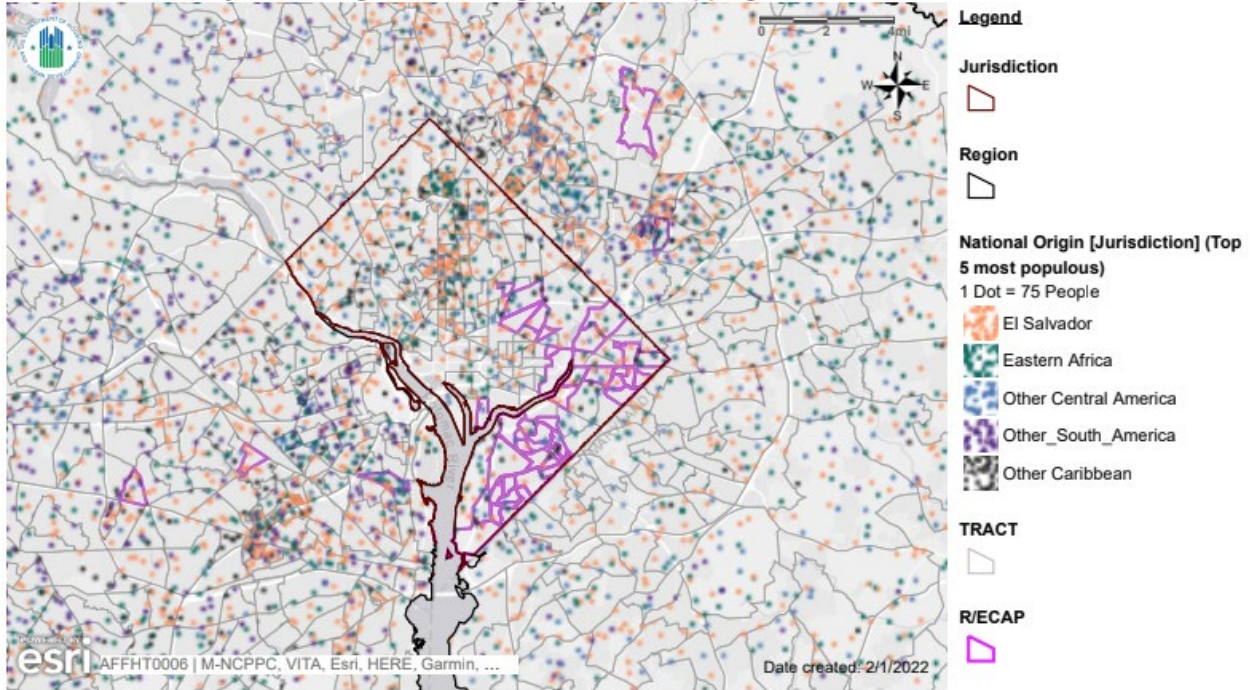 0 2 4mi
N
W E
S
Legend
Jurisdiction
Region
National Origin [Jurisdiction] (Top
5 most populous)
1 Dot = 75 People
El Salvador
Eastern Africa
Other Central America
Other_South_America
Other Caribbean
TRACT
R/ECAP
esri
AFFHT0006 | M-NCPPC, VITA, Esri, HERE, Garmin, ...
Date created: 2/1/2022